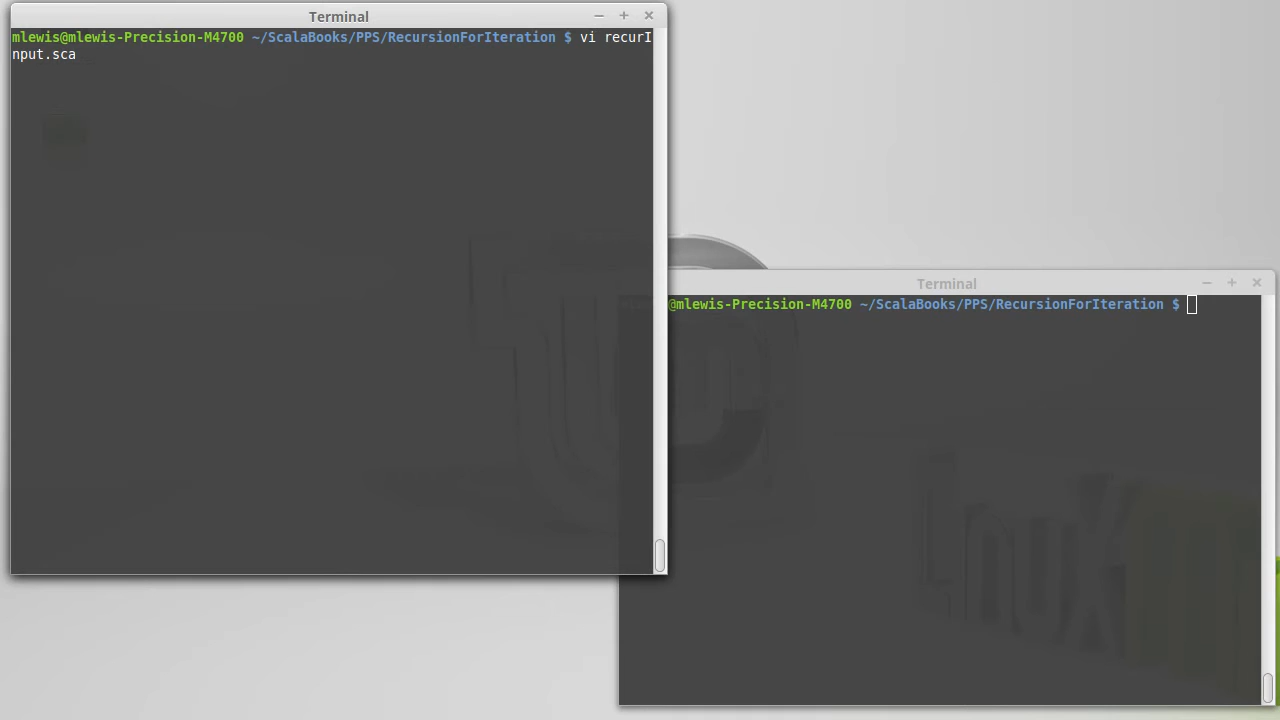 Terminal
mlewis@mlewis-Precision-M4700 ~/ScalaBooks/PPS/RecursionForIteration $ vi recurI
nput.sca
Terminal
@mlewis-Precision-M4700 ~/ScalaBooks/PPS/RecursionForIteration $
Linux